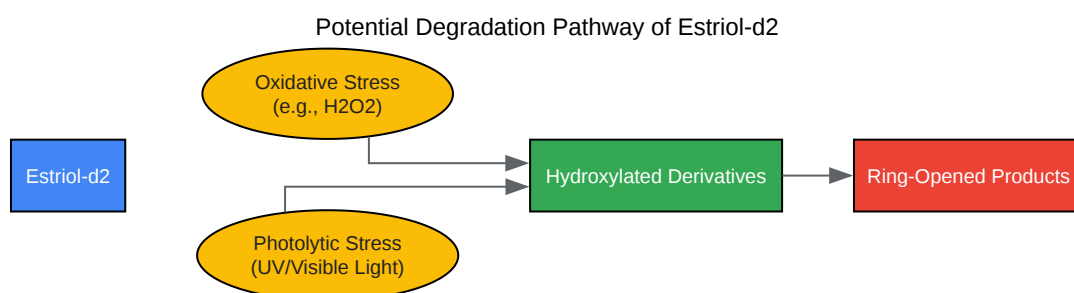 Potential Degradation Pathway of Estriol-d2
Oxidative Stress
(e.g., H2O2)
Estriol-d2
Hydroxylated Derivatives
Ring-Opened Products
Photolytic Stress
(UV/Visible Light)